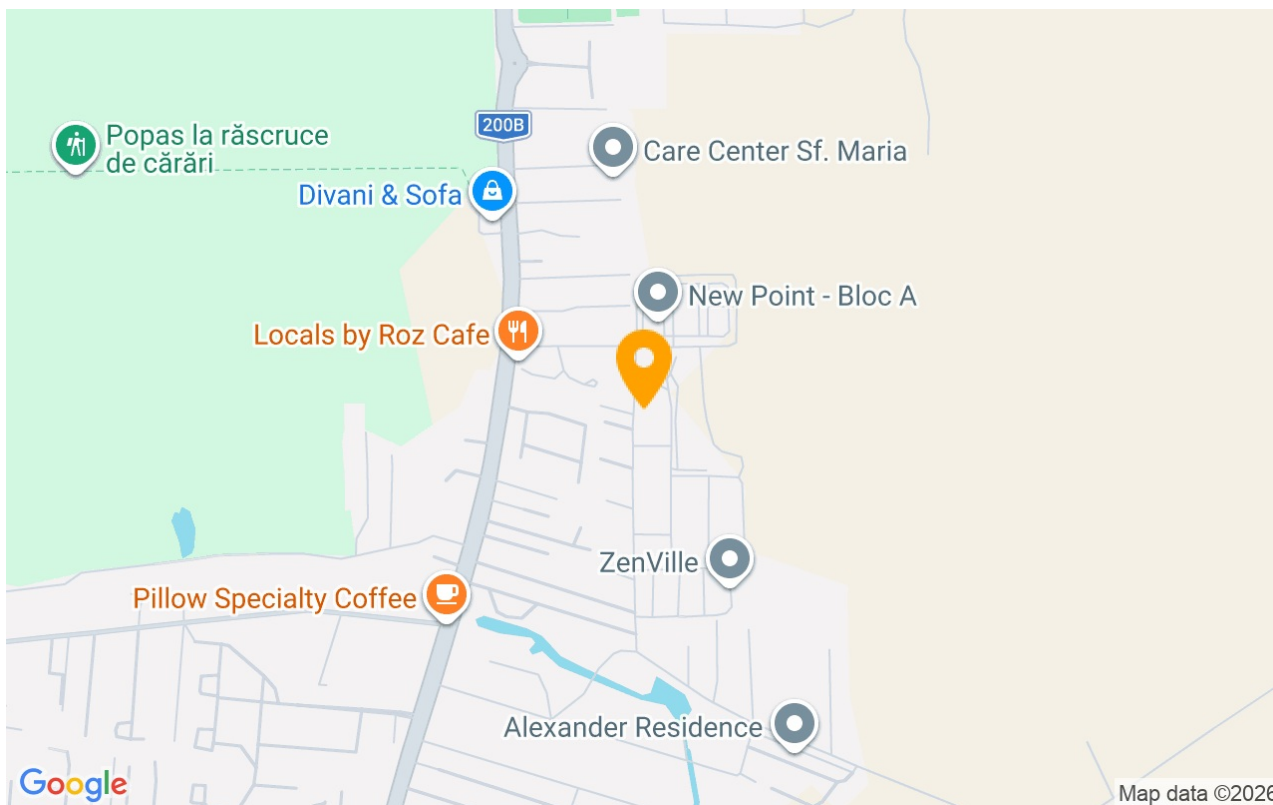 200B
Popas la răscruce
de cărări
Care Center Sf. Maria
Divani & Sofa
New Point - Bloc A
Locals by Roz Cafe
ZenVille
Pillow Specialty Coffee
Alexander Residence
Google
Map data ©2026